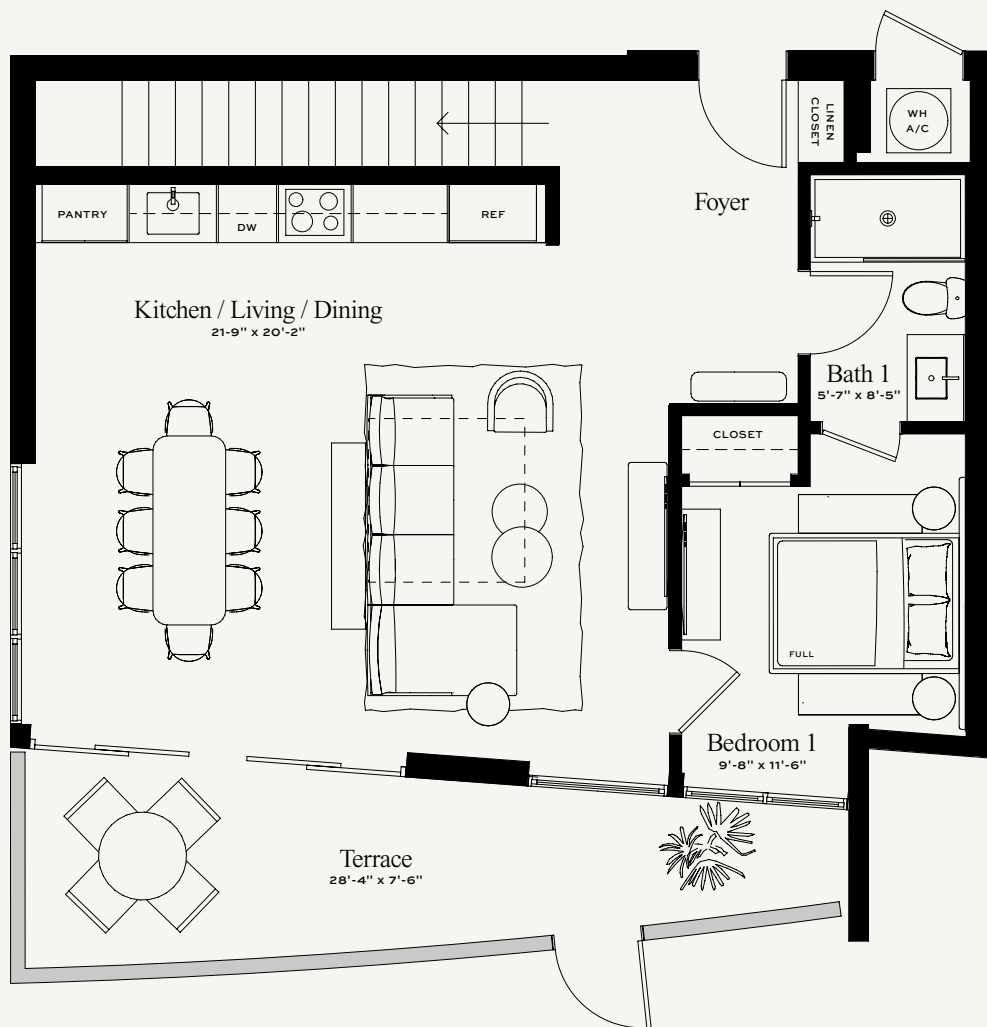 LINEN
CLOSET
WH
A/C
Foyer
PANTRY
DW
REF
Kitchen / Living / Dining
21-9" x 20'-2"
Bath 1
5'-7" x 8'-5"
CLOSET
FULL
Bedroom 1
9'-8" x 11'-6"
Terrace
28'-4" x 7'-6"